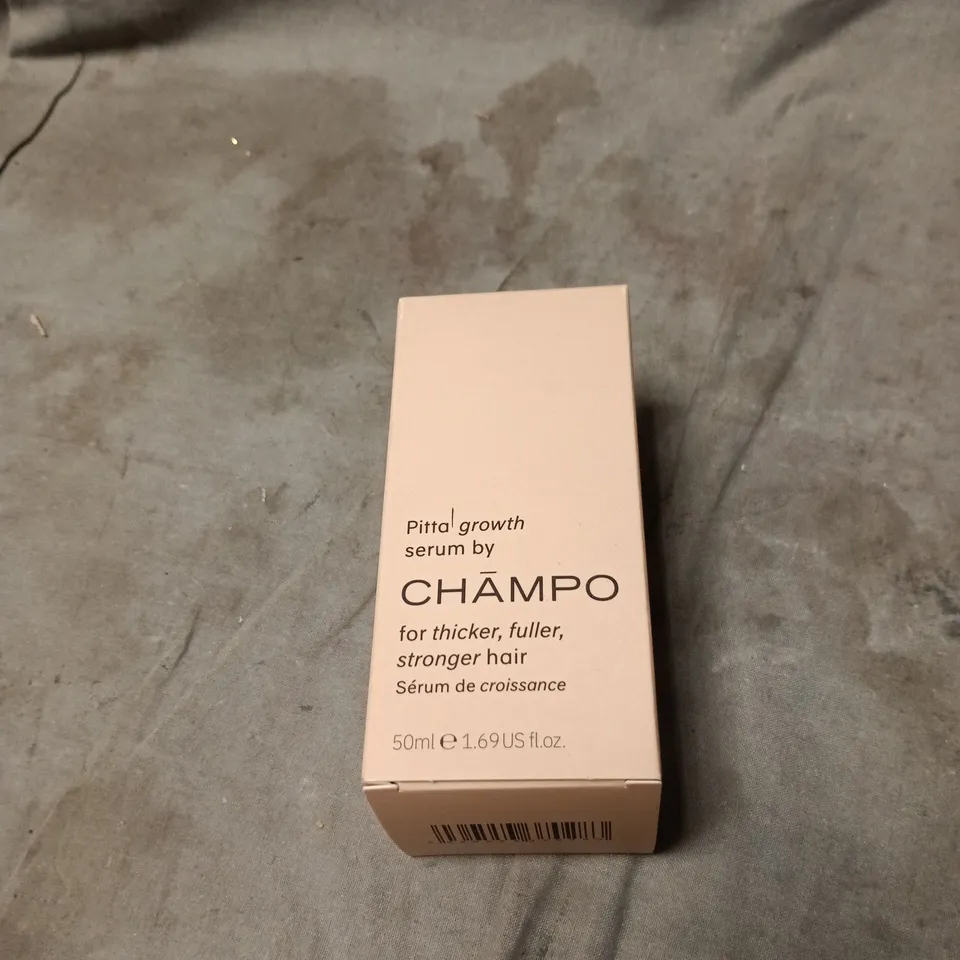 Pitta growth
serum by
CHĀMPO
for thicker, fuller,
stronger hair
Sérum de croissance
50ml ℮ 1.69 US fl.oz.